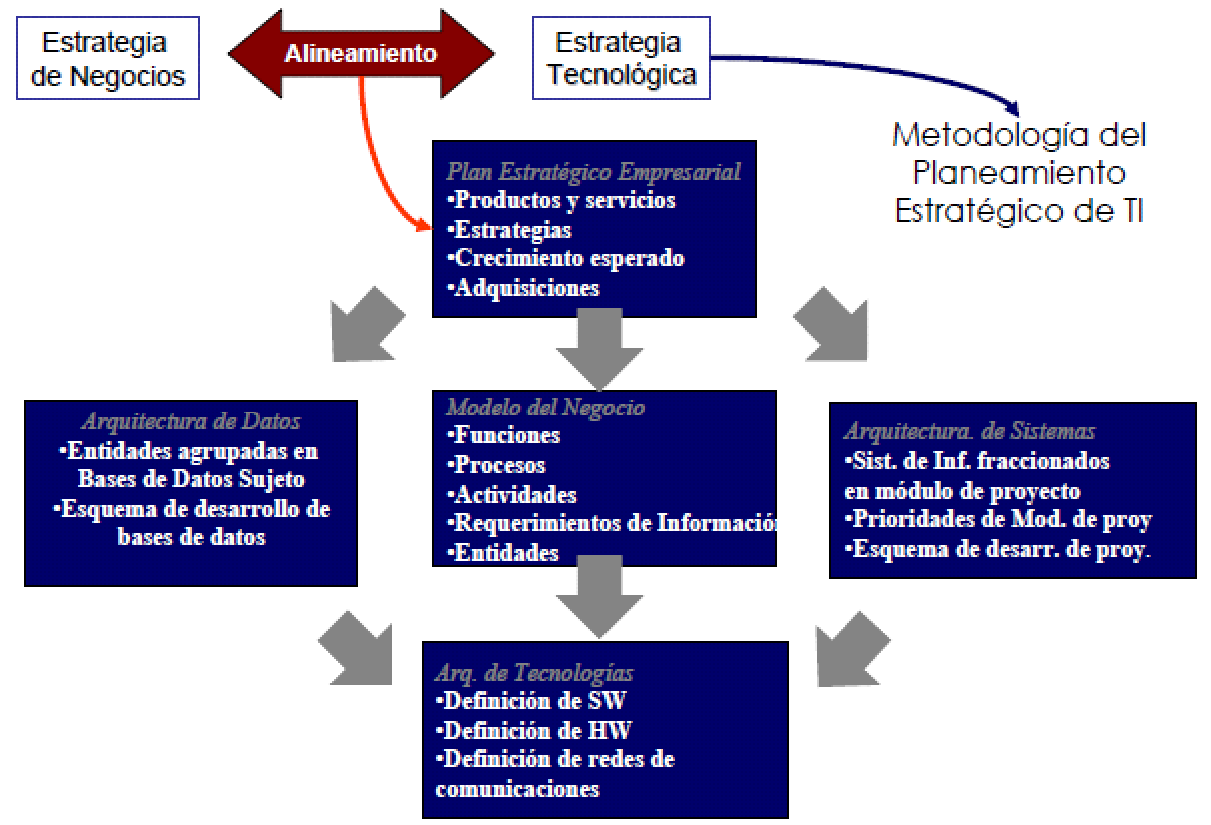 Estrategia
de Negocios
Alineamiento
Estrategia
Tecnológica
Metodología del
Planeamiento
Estratégico de TI
Plan Estratégico Empresarial
•Productos y servicios
•Estrategias
•Crecimiento esperado
•Adquisiciones
Arquitectura de Datos
•Entidades agrupadas en
Bases de Datos Sujeto
•Esquema de desarrollo de
bases de datos
Modelo del Negocio
•Funciones
•Procesos
•Actividades
•Requerimientos de Información
•Entidades
Arquitectura. de Sistemas
•Sist. de Inf. fraccionados
en módulo de proyecto
•Prioridades de Mod. de proy
•Esquema de desarr. de proy.
Arq. de Tecnologías
•Definición de SW
•Definición de HW
•Definición de redes de
comunicaciones